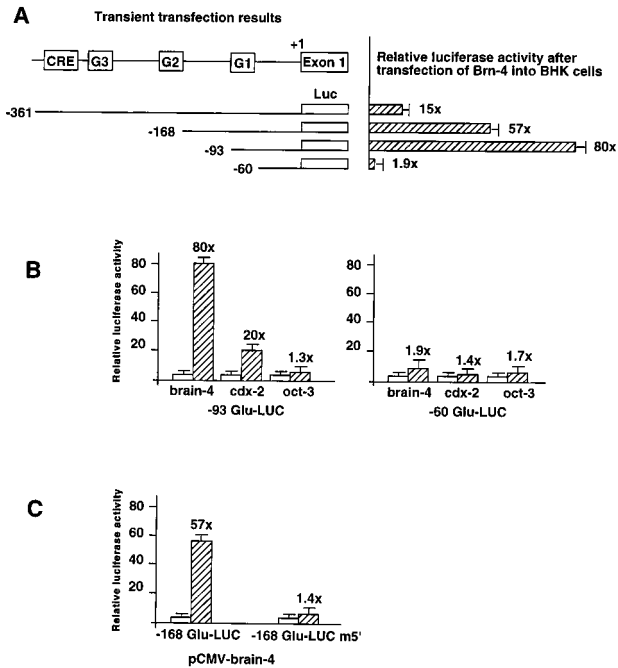 A
Transient transfection results
+1
CRE G3 G2 G1 Exon 1
Relative luciferase activity after
transfection of Brn-4 into BHK cells
Luc
-361 15x
-168 57x
-93 80x
-60 1.9x
B
Relative luciferase activity
80
60
40
20
80x
20x
1.3x
brain-4 cdx-2 oct-3
-93 Glu-LUC
80
60
40
20
1.9x
1.4x
1.7x
brain-4 cdx-2 oct-3
-60 Glu-LUC
C
Relative luciferase activity
80
60
40
20
57x
1.4x
-168 Glu-LUC -168 Glu-LUC m5'
pCMV-brain-4